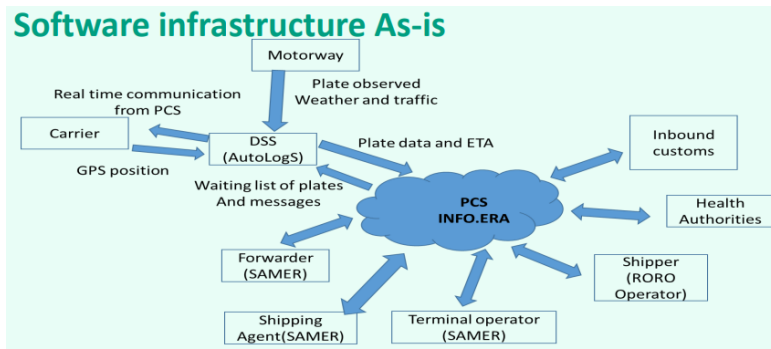 Software infrastructure As-is
Motorway
Plate observed
Weather and traffic
Real time communication
from PCS
Carrier
DSS
(AutoLogS)
Plate data and ETA
GPS position
Waiting list of plates
And messages
PCS
INFO.ERA
Inbound
customs
Health
Authorities
Shipper
(RORO
Operator)
Forwarder
(SAMER)
Shipping
Agent(SAMER)
Terminal operator
(SAMER)